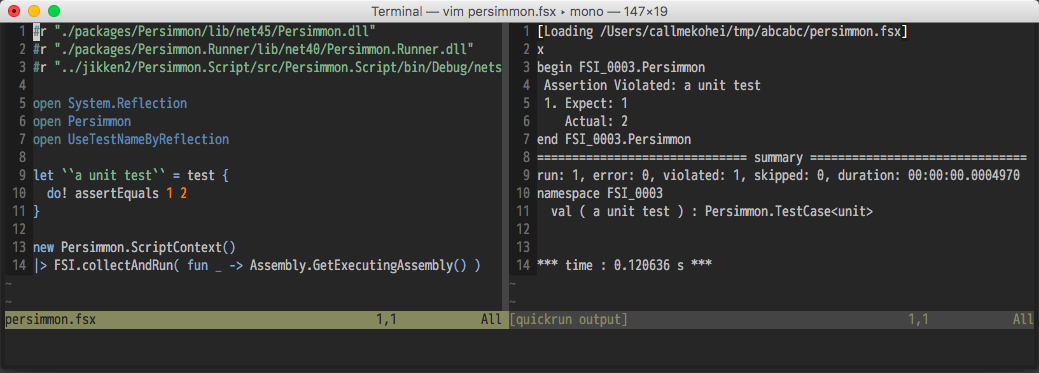 Terminal — vim persimmon.fsx ▸ mono — 147×19
1 #r "./packages/Persimmon/lib/net45/Persimmon.dll"
2 #r "./packages/Persimmon.Runner/lib/net40/Persimmon.Runner.dll"
3 #r "../jikken2/Persimmon.Script/src/Persimmon.Script/bin/Debug/nets
4
5 open System.Reflection
6 open Persimmon
7 open UseTestNameByReflection
8
9 let ``a unit test`` = test {
10   do! assertEquals 1 2
11 }
12
13 new Persimmon.ScriptContext()
14 |> FSI.collectAndRun( fun _ -> Assembly.GetExecutingAssembly() )
~
~
persimmon.fsx 1,1 All
1 [Loading /Users/callmekohei/tmp/abcabc/persimmon.fsx]
2 x
3 begin FSI_0003.Persimmon
4  Assertion Violated: a unit test
5  1. Expect: 1
6     Actual: 2
7 end FSI_0003.Persimmon
8 ============================== summary ===============================
9 run: 1, error: 0, violated: 1, skipped: 0, duration: 00:00:00.0004970
10 namespace FSI_0003
11   val ( a unit test ) : Persimmon.TestCase<unit>
12
13
14 *** time : 0.120636 s ***
~
~
[quickrun output] 1,1 All